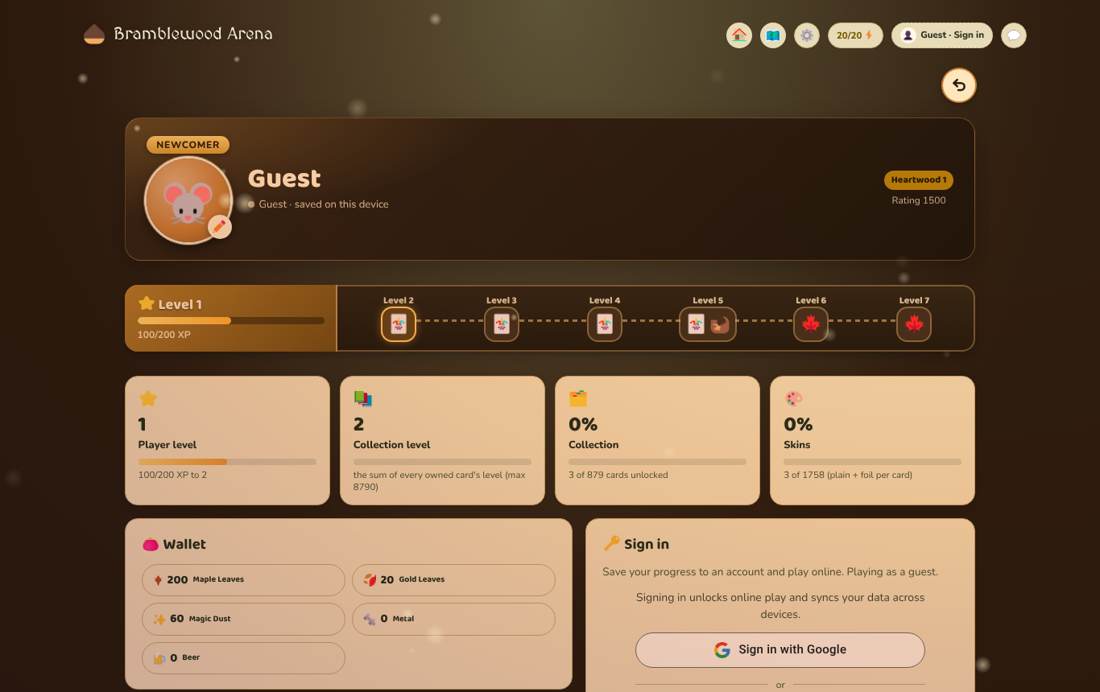 Bramblewood Arena
20/20
Guest · Sign in
NEWCOMER
Guest
Guest · saved on this device
Heartwood 1
Rating 1500
Level 1
100/200 XP
Level 2
Level 3
Level 4
Level 5
Level 6
Level 7
1
Player level
100/200 XP to 2
2
Collection level
the sum of every owned card's level (max
8790)
0%
Collection
3 of 879 cards unlocked
0%
Skins
3 of 1758 (plain + foil per card)
Wallet
200 Maple Leaves
20 Gold Leaves
60 Magic Dust
0 Metal
0 Beer
Sign in
Save your progress to an account and play online. Playing as a guest.
Signing in unlocks online play and syncs your data across
devices.
Sign in with Google
or